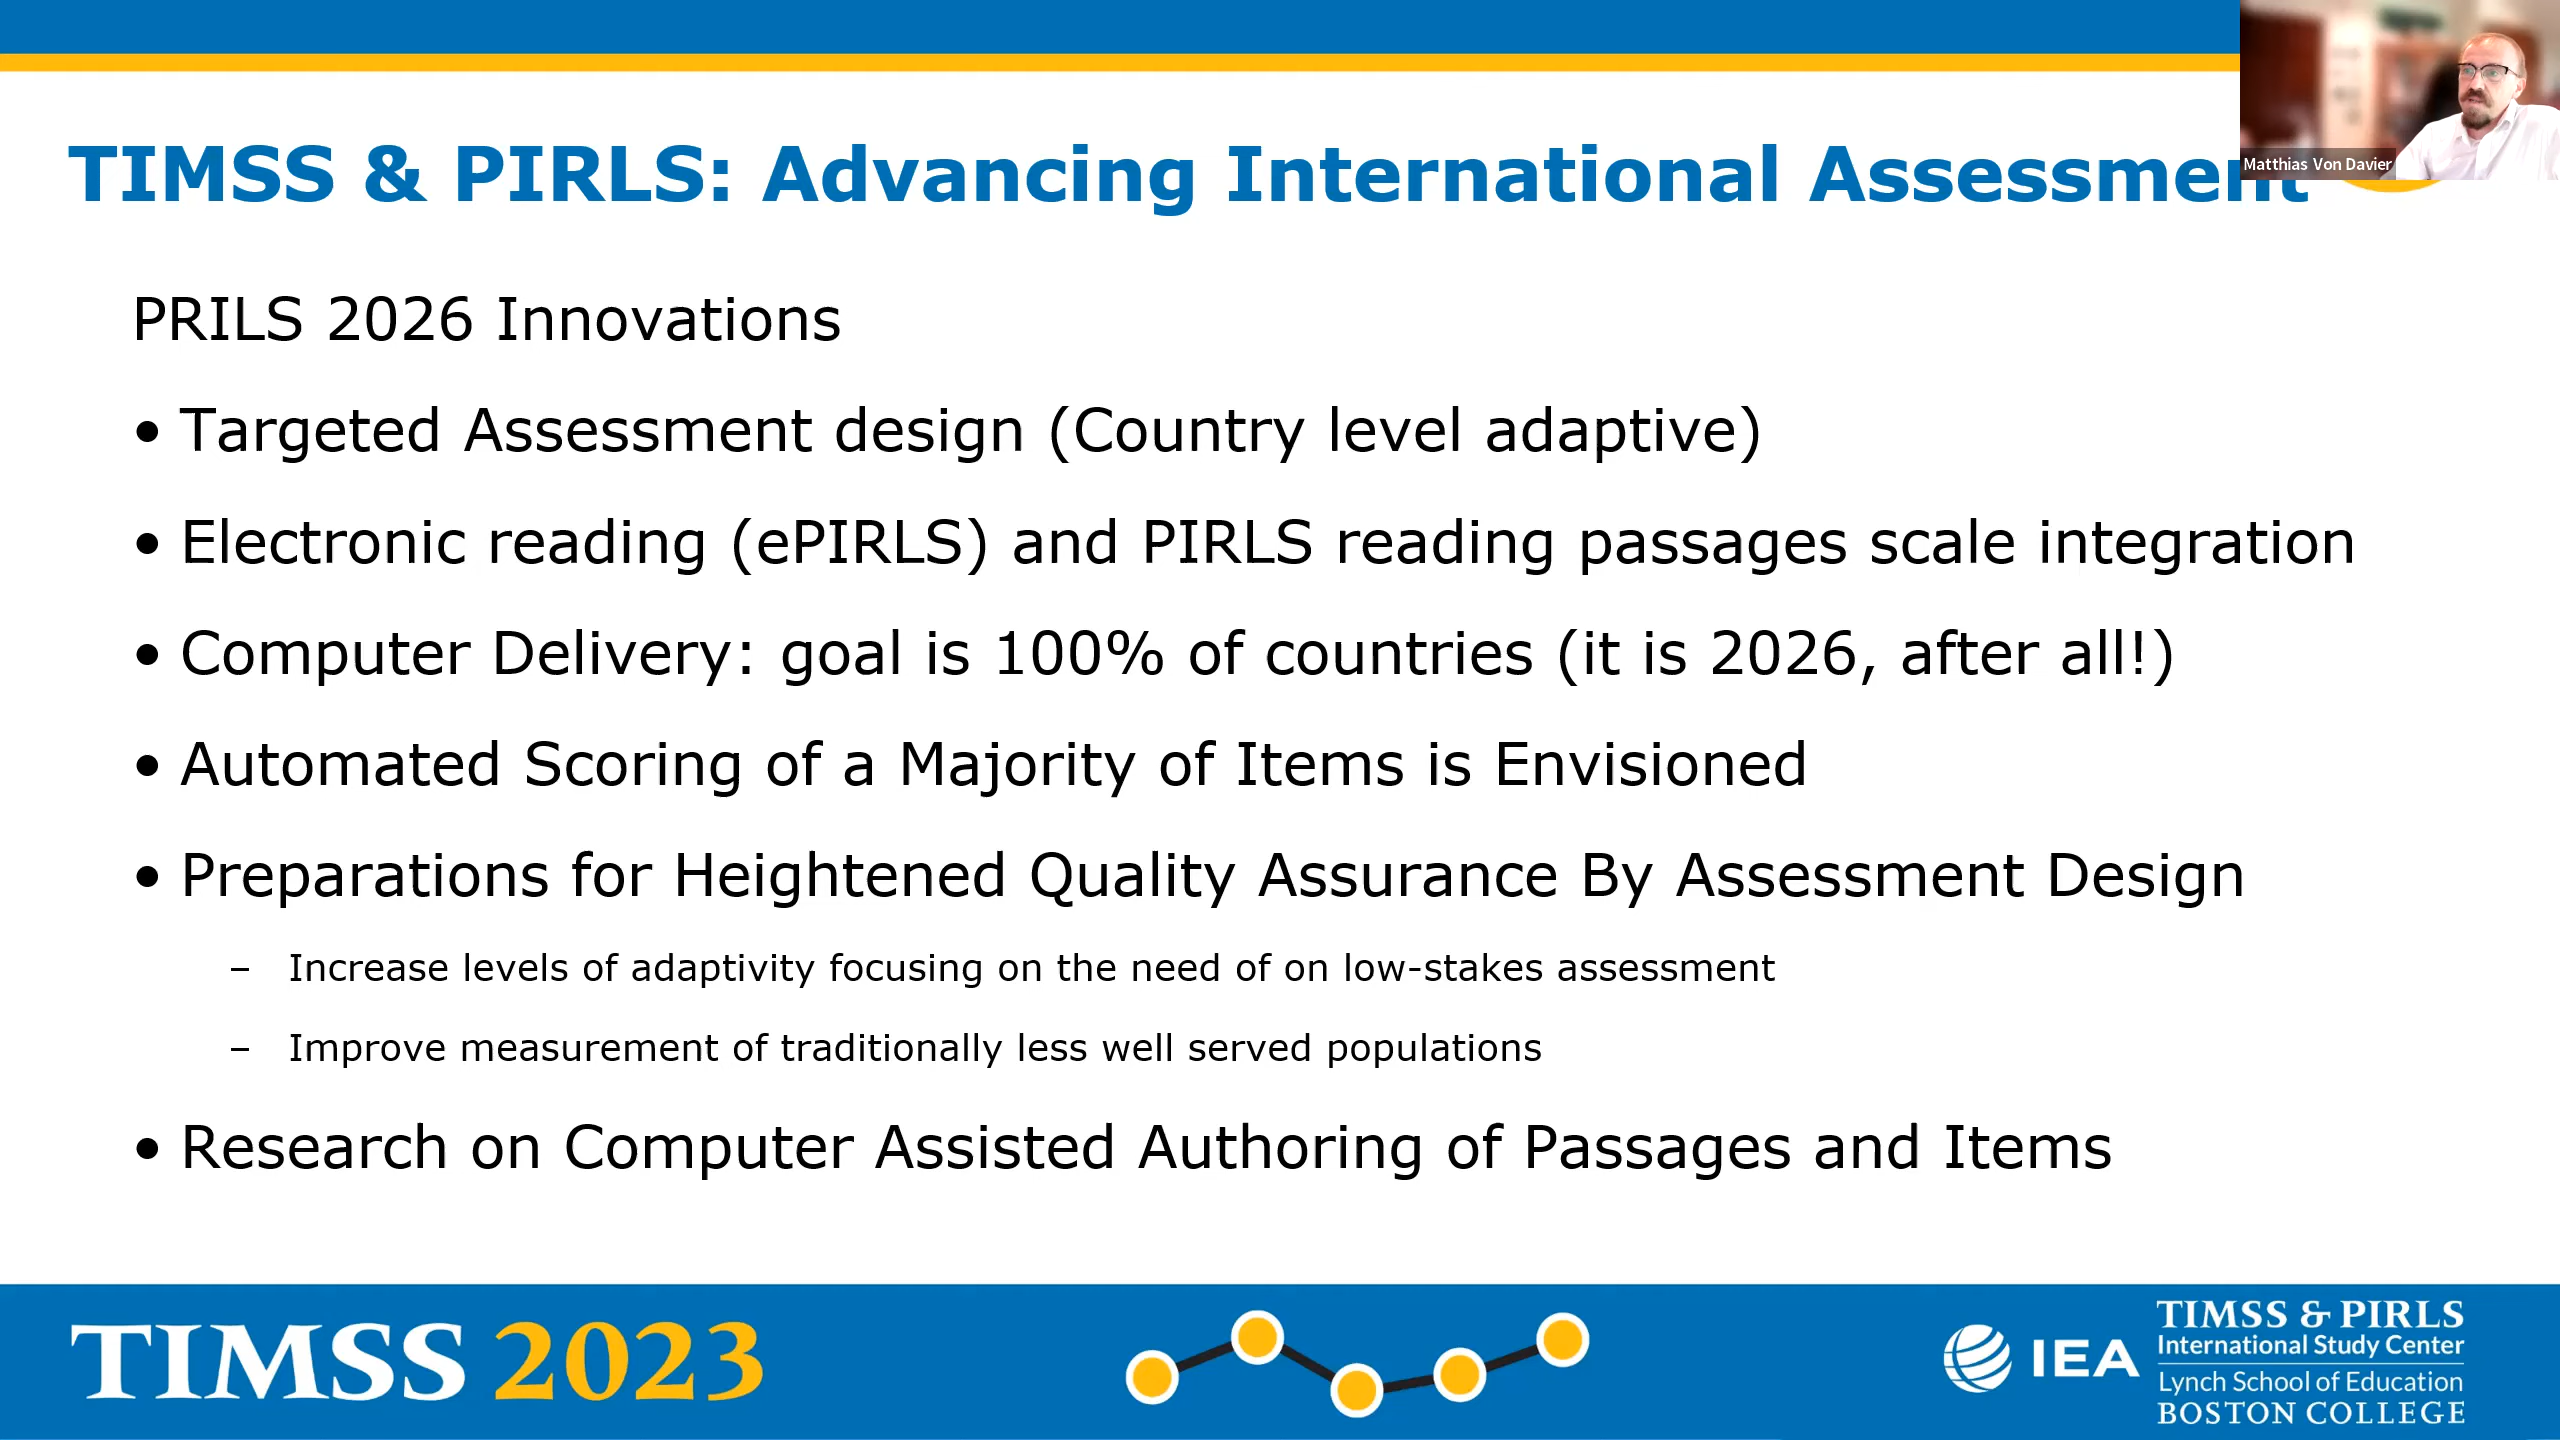 TIMSS & PIRLS: Advancing International Assessment
Matthias Von Davier
PRILS 2026 Innovations
• Targeted Assessment design (Country level adaptive)
• Electronic reading (ePIRLS) and PIRLS reading passages scale integration
• Computer Delivery: goal is 100% of countries (it is 2026, after all!)
• Automated Scoring of a Majority of Items is Envisioned
• Preparations for Heightened Quality Assurance By Assessment Design
– Increase levels of adaptivity focusing on the need of on low-stakes assessment
– Improve measurement of traditionally less well served populations
• Research on Computer Assisted Authoring of Passages and Items
TIMSS 2023
IEA
TIMSS & PIRLS
International Study Center
Lynch School of Education
BOSTON COLLEGE